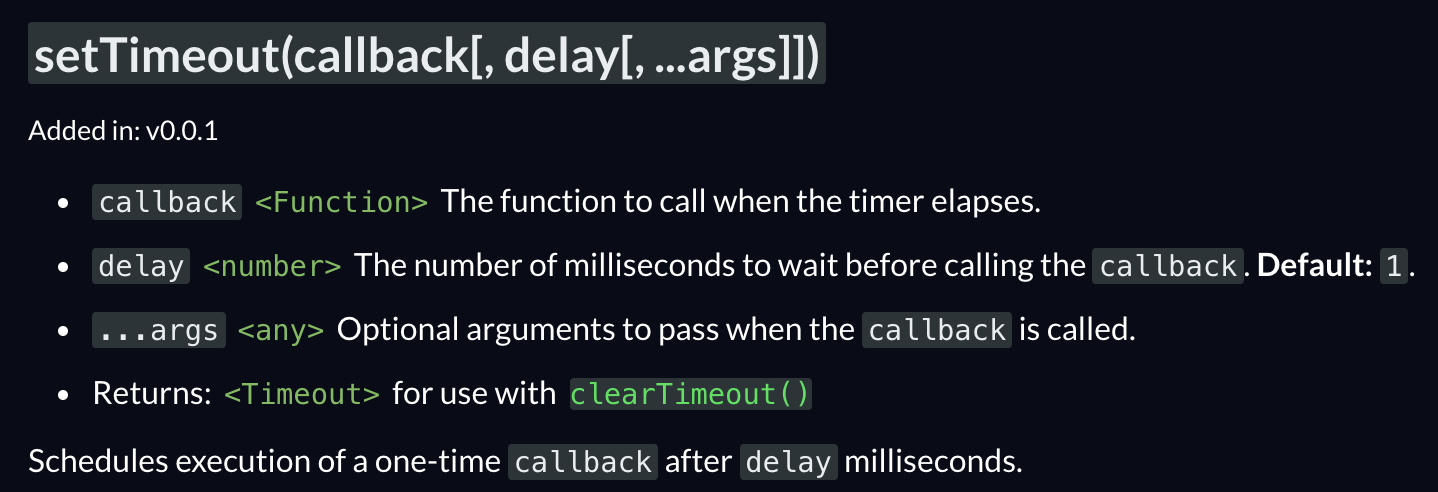 setTimeout(callback[, delay[, ...args]])
Added in: v0.0.1
• callback <Function> The function to call when the timer elapses.
• delay <number> The number of milliseconds to wait before calling the callback. Default: 1.
• ...args <any> Optional arguments to pass when the callback is called.
• Returns: <Timeout> for use with clearTimeout()
Schedules execution of a one-time callback after delay milliseconds.